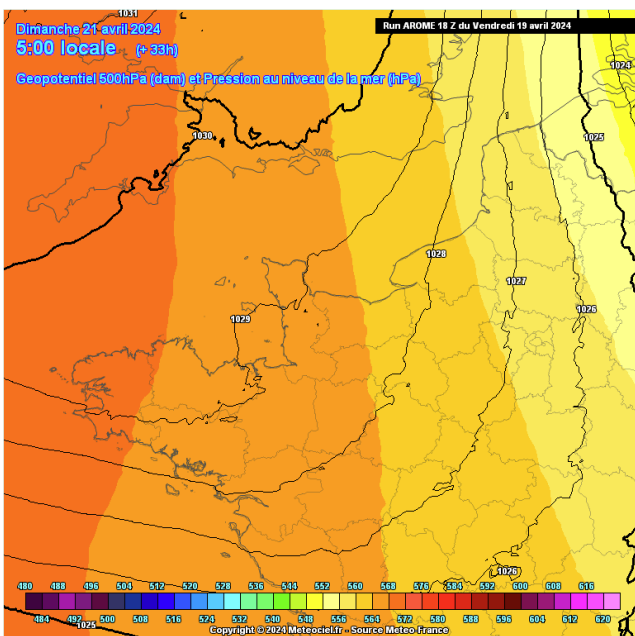 1031
Dimanche 21 avril 2024
Run AROME 18 Z du Vendredi 19 avril 2024
5:00 locale (+ 33h)
1024
Geopotentiel 500hPa (dam) et Pression au niveau de la mer (hPa)
1030
1025
1028
1027
1026
1029
1026
480 488 496 504 512 520 528 536 544 552 560 568 576 584 592 600 608 616
484 492 500 508 516 524 532 540 548 556 564 572 580 588 596 604 612 620
1025
Copyright © 2024 Meteociel.fr - Source Meteo-France